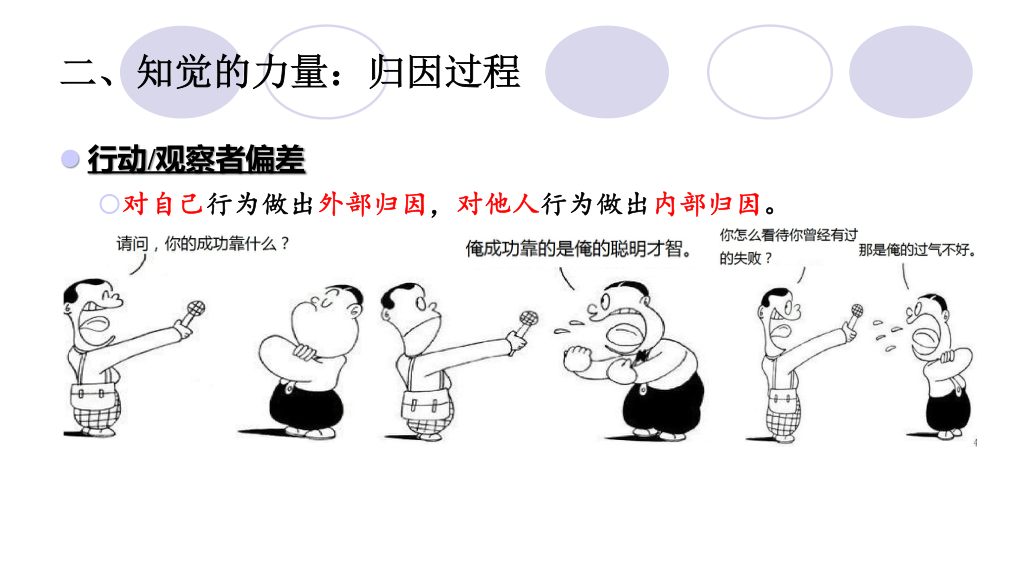 二、知觉的力量：归因过程
行动/观察者偏差
对自己行为做出外部归因，对他人行为做出内部归因。
请问，你的成功靠什么？
俺成功靠的是俺的聪明才智。
你怎么看待你曾经有过
的失败？
那是俺的过气不好。
4